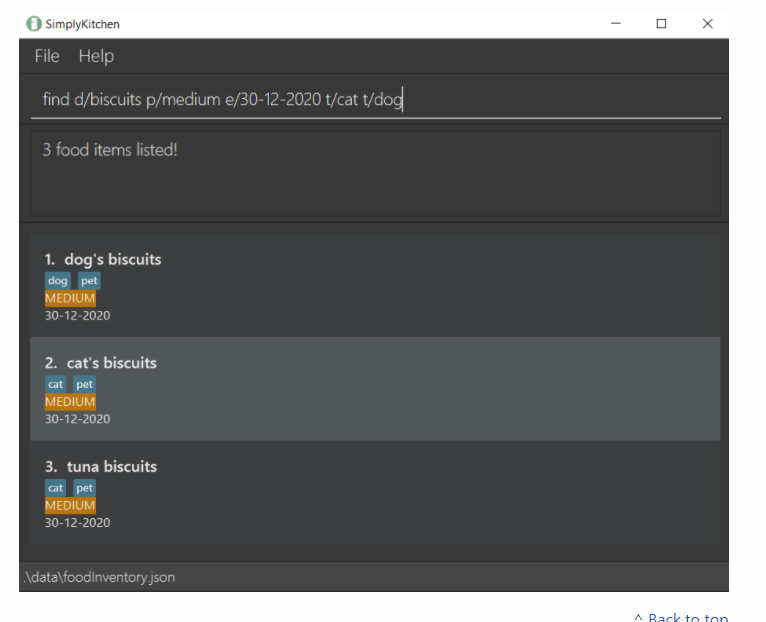 SimplyKitchen
File Help
find d/biscuits p/medium e/30-12-2020 t/cat t/dog
3 food items listed!
1. dog's biscuits
dog pet
MEDIUM
30-12-2020
2. cat's biscuits
cat pet
MEDIUM
30-12-2020
3. tuna biscuits
cat pet
MEDIUM
30-12-2020
.\data\foodInventory.json
^ Back to top